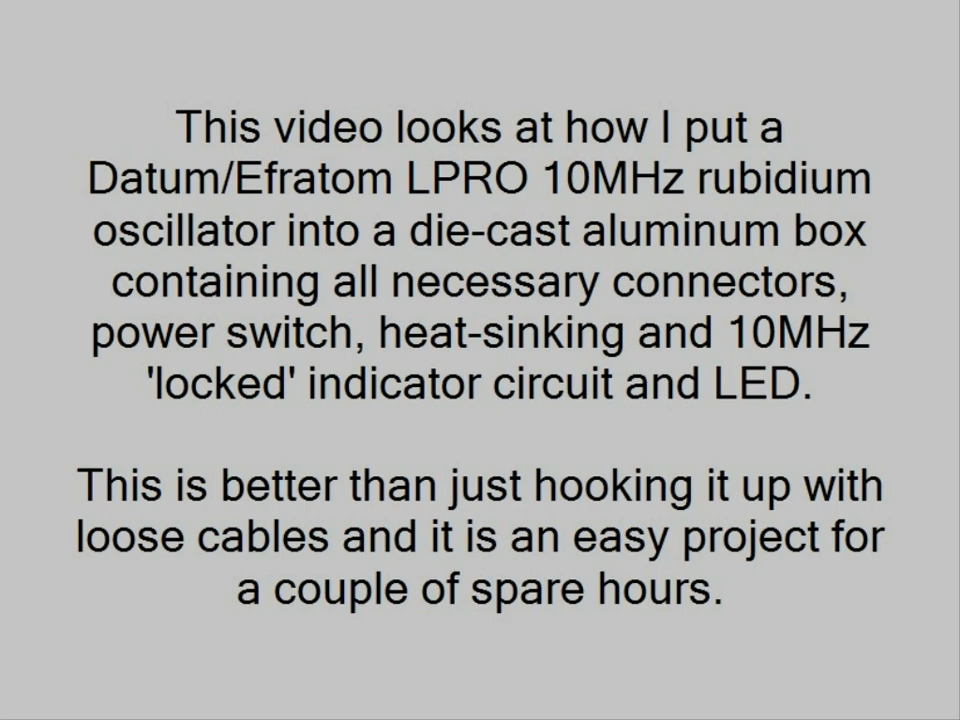 This video looks at how I put a
Datum/Efratom LPRO 10MHz rubidium
oscillator into a die-cast aluminum box
containing all necessary connectors,
power switch, heat-sinking and 10MHz
'locked' indicator circuit and LED.
This is better than just hooking it up with
loose cables and it is an easy project for
a couple of spare hours.